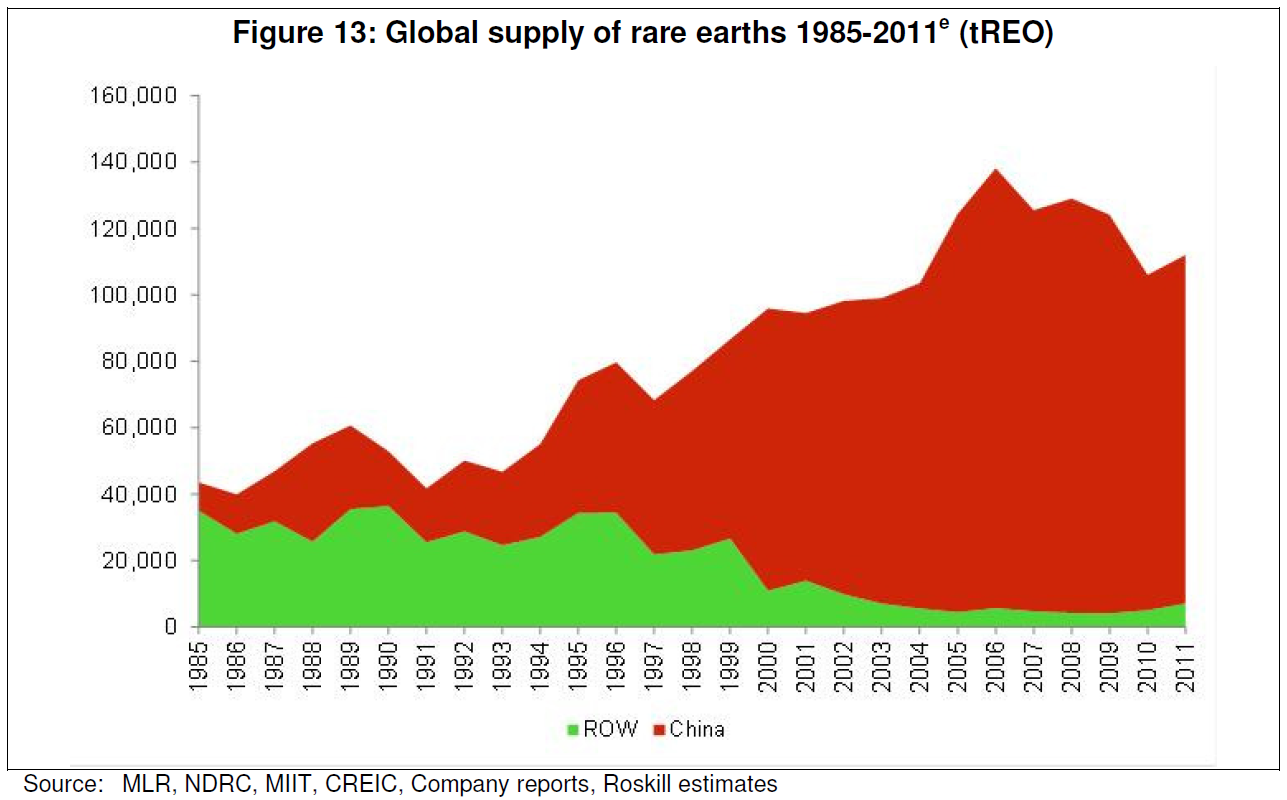 Figure 13: Global supply of rare earths 1985-2011e (tREO)
160,000
140,000
120,000
100,000
80,000
60,000
40,000
20,000
0
1985 1986 1987 1988 1989 1990 1991 1992 1993 1994 1995 1996 1997 1998 1999 2000 2001 2002 2003 2004 2005 2006 2007 2008 2009 2010 2011
ROW China
Source: MLR, NDRC, MIIT, CREIC, Company reports, Roskill estimates